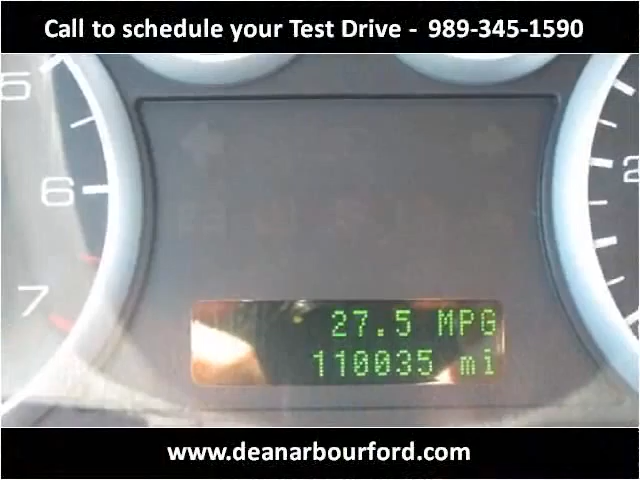 Call to schedule your Test Drive - 989-345-1590
5
6
7
2
27.5 MPG
110035 mi
www.deanarbourford.com